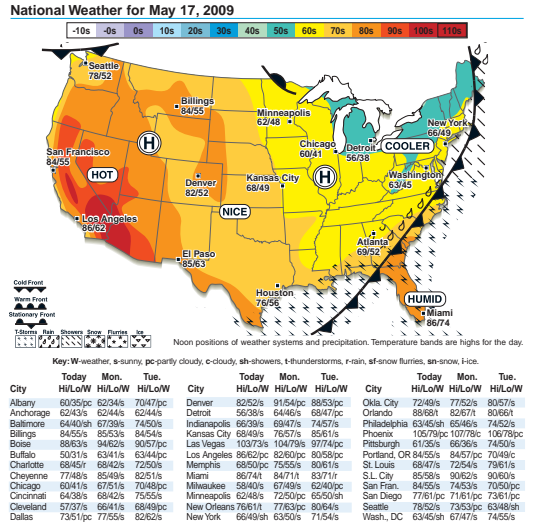 National Weather for May 17, 2009
-10s -0s 0s 10s 20s 30s 40s 50s 60s 70s 80s 90s 100s 110s
Seattle
78/52
Billings
84/55
Minneapolis
62/48
New York
66/49
San Francisco
84/55
H
Chicago
60/41
Detroit
56/38
COOLER
HOT
Denver
82/52
Kansas City
68/49
H
Washington
63/45
Los Angeles
86/62
NICE
El Paso
85/63
Atlanta
69/52
Houston
76/56
HUMID
Miami
86/74
Cold Front
Warm Front
Stationary Front
T-Storms Rain Showers Snow Flurries Ice
Noon positions of weather systems and precipitation. Temperature bands are highs for the day.
Key: W-weather, s-sunny, pc-partly cloudy, c-cloudy, sh-showers, t-thunderstorms, r-rain, sf-snow flurries, sn-snow, i-ice.
Today Mon. Tue. Today Mon. Tue. Today Mon. Tue.
City Hi/Lo/W Hi/Lo/W Hi/Lo/W City Hi/Lo/W Hi/Lo/W Hi/Lo/W City Hi/Lo/W Hi/Lo/W Hi/Lo/W
Albany 60/35/pc 62/34/s 70/47/pc Denver 82/52/s 91/54/pc 88/53/pc Okla. City 72/49/s 77/52/s 80/57/s
Anchorage 62/43/s 62/44/s 62/44/s Detroit 56/38/s 64/46/s 68/47/pc Orlando 88/68/t 82/67/t 80/66/t
Baltimore 64/40/sh 67/39/s 74/50/s Indianapolis 66/39/s 69/47/s 74/57/s Philadelphia 63/45/sh 65/46/s 74/52/s
Billings 84/55/s 85/53/s 84/54/s Kansas City 68/49/s 76/57/s 85/61/s Phoenix 105/79/pc 107/78/pc 106/78/pc
Boise 88/63/s 94/62/s 90/57/pc Las Vegas 103/73/s 104/79/s 97/74/pc Pittsburgh 61/35/s 66/36/s 74/50/s
Buffalo 50/31/s 63/41/s 63/44/pc Los Angeles 86/62/pc 82/60/pc 80/58/pc Portland, OR 84/55/s 84/57/pc 70/49/c
Charlotte 68/45/r 68/42/s 72/50/s Memphis 68/50/pc 75/55/s 80/61/s St. Louis 68/47/s 72/54/s 79/61/s
Cheyenne 77/48/s 85/49/s 82/51/s Miami 86/74/t 84/71/t 83/71/t S.L. City 85/58/s 90/62/s 90/60/s
Chicago 60/41/s 67/51/s 70/48/pc Milwaukee 58/40/s 63/49/s 67/50/pc San Fran. 84/55/s 74/53/s 70/54/pc
Cincinnati 64/38/s 68/42/s 75/55/s Minneapolis 62/48/s 72/50/pc 65/50/sh San Diego 77/61/pc 71/61/pc 73/61/pc
Cleveland 57/37/s 66/41/s 68/49/pc New Orleans 76/61/t 77/63/pc 80/64/s Seattle 78/52/s 73/53/pc 63/48/sh
Dallas 73/51/pc 77/55/s 82/62/s New York 66/49/sh 63/50/s 71/54/s Wash., DC 63/45/sh 67/47/s 74/55/s